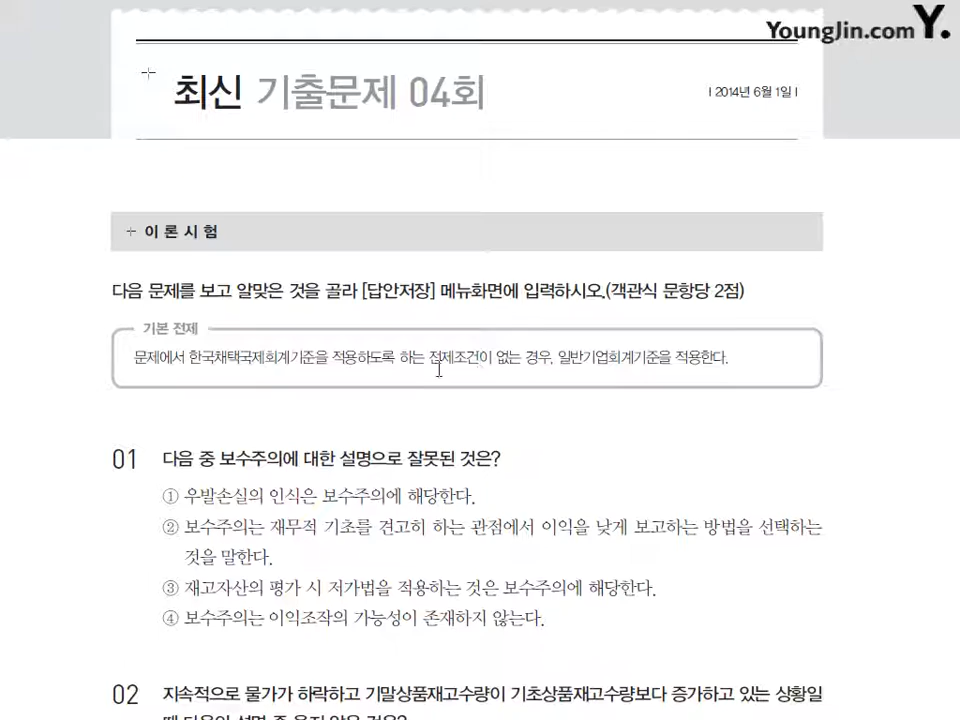 YoungJin.com Y.
최신 기출문제 04회
| 2014년 6월 1일 |
이론시험
다음 문제를 보고 알맞은 것을 골라 [답안저장] 메뉴화면에 입력하시오.(객관식 문항당 2점)
기본 전제
문제에서 한국채택국제회계기준을 적용하도록 하는 전제조건이 없는 경우, 일반기업회계기준을 적용한다.
01 다음 중 보수주의에 대한 설명으로 잘못된 것은?
① 우발손실의 인식은 보수주의에 해당한다.
② 보수주의는 재무적 기초를 견고히 하는 관점에서 이익을 낮게 보고하는 방법을 선택하는
것을 말한다.
③ 재고자산의 평가 시 저가법을 적용하는 것은 보수주의에 해당한다.
④ 보수주의는 이익조작의 가능성이 존재하지 않는다.
02 지속적으로 물가가 하락하고 기말상품재고수량이 기초상품재고수량보다 증가하고 있는 상황일